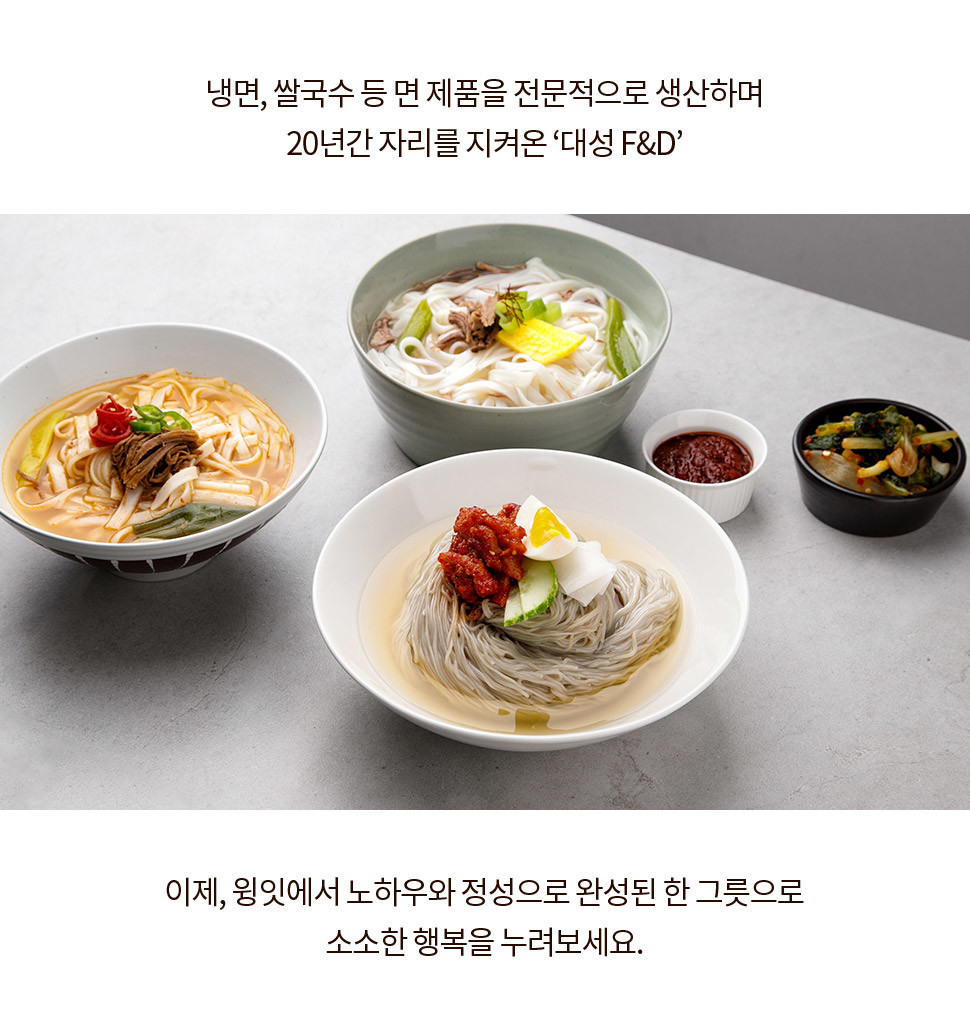 냉면, 쌀국수 등 면 제품을 전문적으로 생산하며
20년간 자리를 지켜온 ‘대성 F&D’
이제, 윙잇에서 노하우와 정성으로 완성된 한 그릇으로
소소한 행복을 누려보세요.